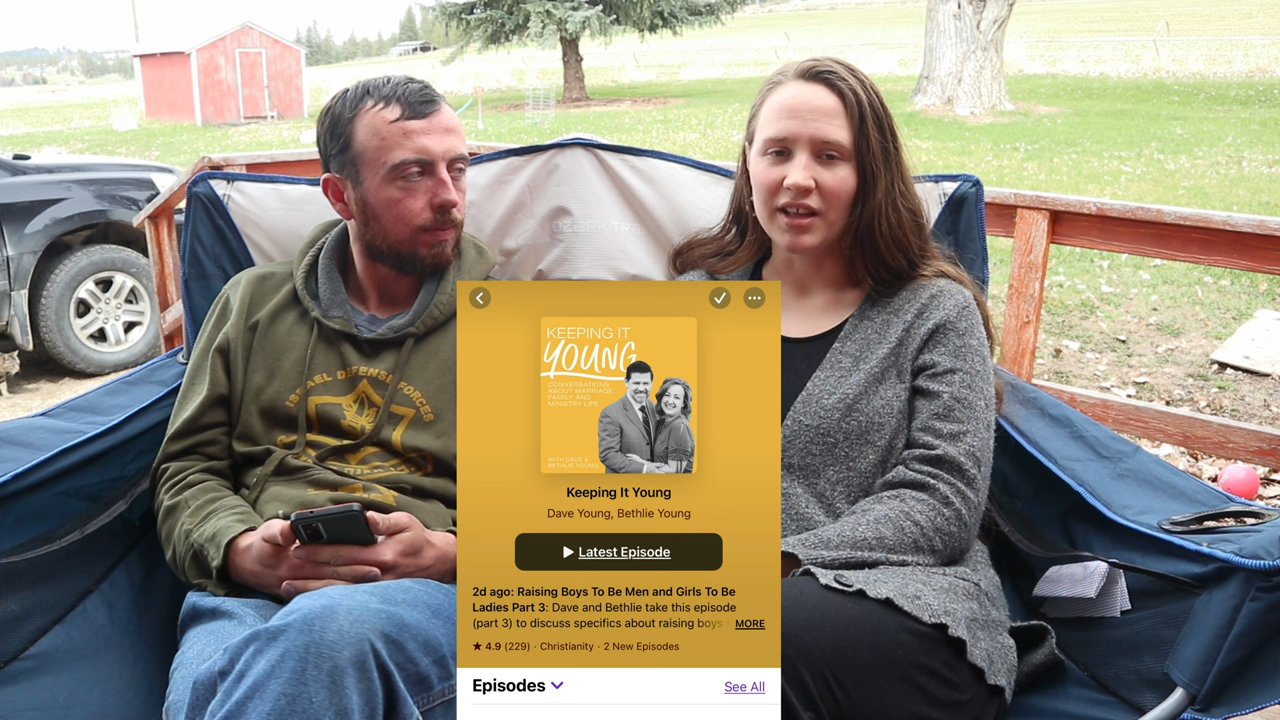 OZARK TRAIL
ISRAEL DEFENSE FORCES
KEEPING IT
YOUNG
CONVERSATIONS
ABOUT MARRIAGE,
FAMILY AND
MINISTRY LIFE
WITH DAVE &
BETHLIE YOUNG
Keeping It Young
Dave Young, Bethlie Young
Latest Episode
2d ago: Raising Boys To Be Men and Girls To Be
Ladies Part 3: Dave and Bethlie take this episode
(part 3) to discuss specifics about raising boys MORE
★ 4.9 (229) · Christianity · 2 New Episodes
Episodes
See All